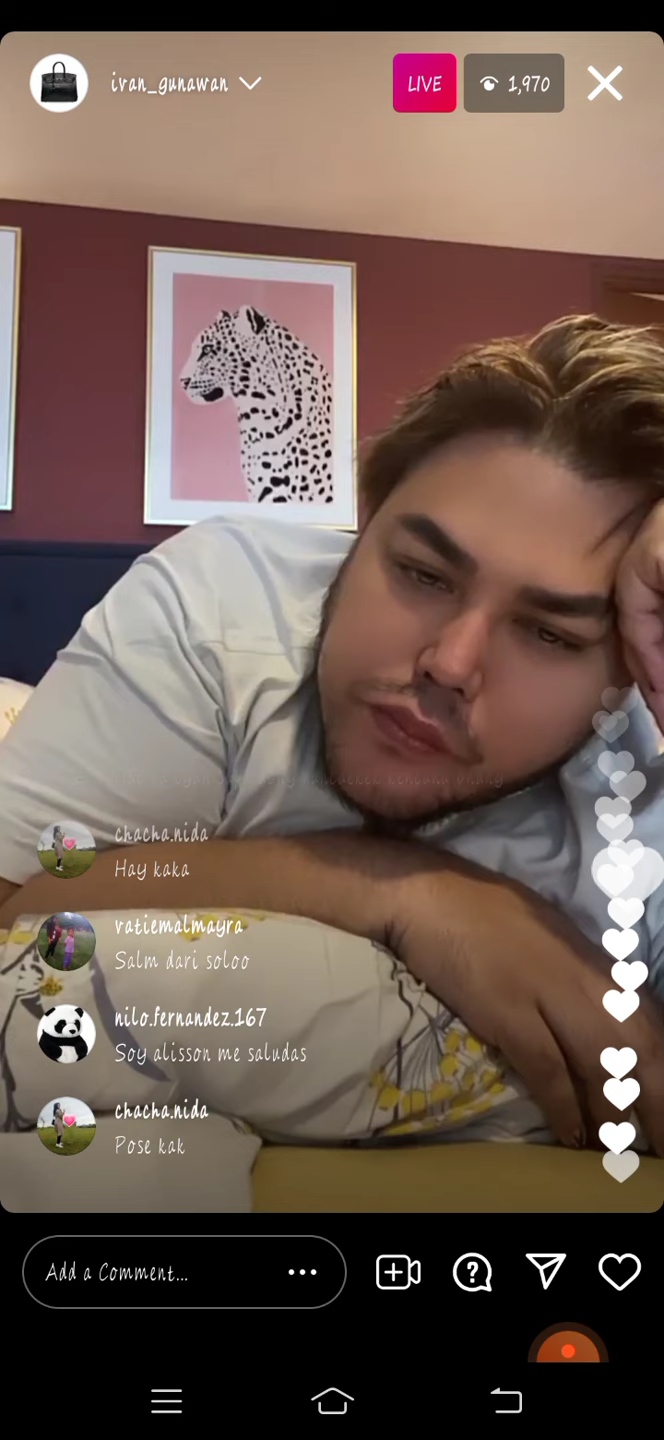 ivan_gunawan
LIVE
1,970
chacha.nida
Hay kaka
vatiemalmayra
Salm dari soloo
nilo.fernandez.167
Soy alisson me saludas
chacha.nida
Pose kak
Add a Comment...